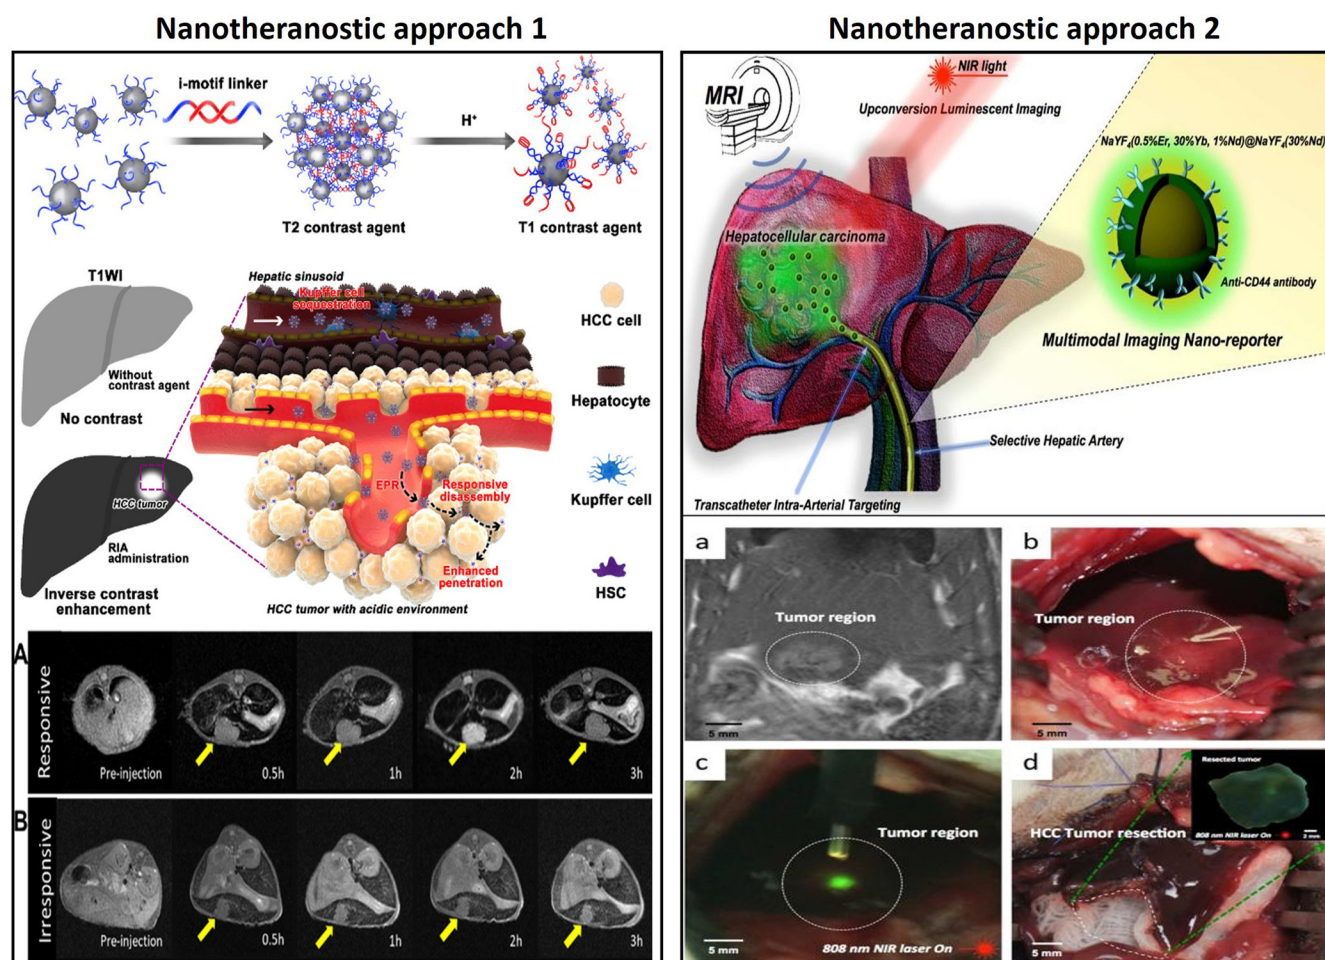 Nanotheranostic approach 1
i-motif linker
H⁺
T2 contrast agent
T1 contrast agent
T1WI
Without
contrast agent
No contrast
HCC tumor
RIA
administration
Inverse contrast
enhancement
Hepatic sinusoid
Kupffer cell
sequestration
EPR
Responsive
disassembly
Enhanced
penetration
HCC tumor with acidic environment
HCC cell
Hepatocyte
Kupffer cell
HSC
A
Responsive
Pre-injection
0.5h
1h
2h
3h
B
Irresponsive
Pre-injection
0.5h
1h
2h
3h
Nanotheranostic approach 2
MRI
NIR light
Upconversion Luminescent Imaging
NaYF₄(0.5%Er, 30%Yb, 1%Nd)@NaYF₄(30%Nd)
Hepatocellular carcinoma
Anti-CD44 antibody
Multimodal Imaging Nano-reporter
Selective Hepatic Artery
Transcatheter Intra-Arterial Targeting
a
Tumor region
5 mm
b
Tumor region
5 mm
c
Tumor region
5 mm
808 nm NIR laser On
d
Resected tumor
808 nm NIR laser On
3 mm
HCC Tumor resection
5 mm